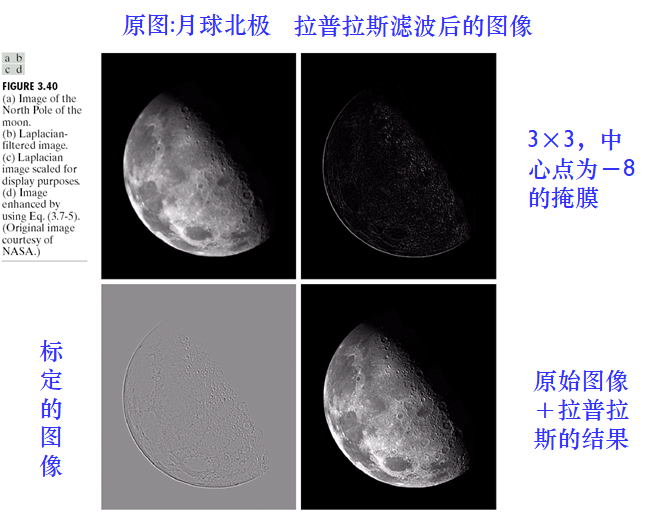 原图:月球北极 拉普拉斯滤波后的图像
a b
c d
FIGURE 3.40
(a) Image of the
North Pole of the
moon.
(b) Laplacian-
filtered image.
(c) Laplacian
image scaled for
display purposes.
(d) Image
enhanced by
using Eq. (3.7-5).
(Original image
courtesy of
NASA.)
3×3，中
心点为－8
的掩膜
标
定
的
图
像
原始图像
＋拉普拉
斯的结果